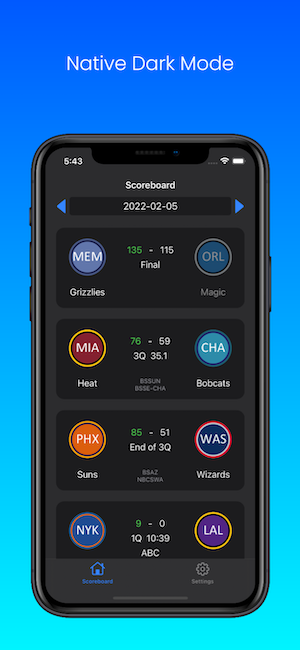 Native Dark Mode
5:43
Scoreboard
2022-02-05
MEM
135 - 115
ORL
Final
Grizzlies
Magic
MIA
76 - 59
CHA
3Q 35.1
Heat
Bobcats
BSSUN
BSSE-CHA
PHX
85 - 51
WAS
End of 3Q
Suns
Wizards
BSAZ
NBCSWA
NYK
9 - 0
LAL
1Q 10:39
ABC
Scoreboard
Settings